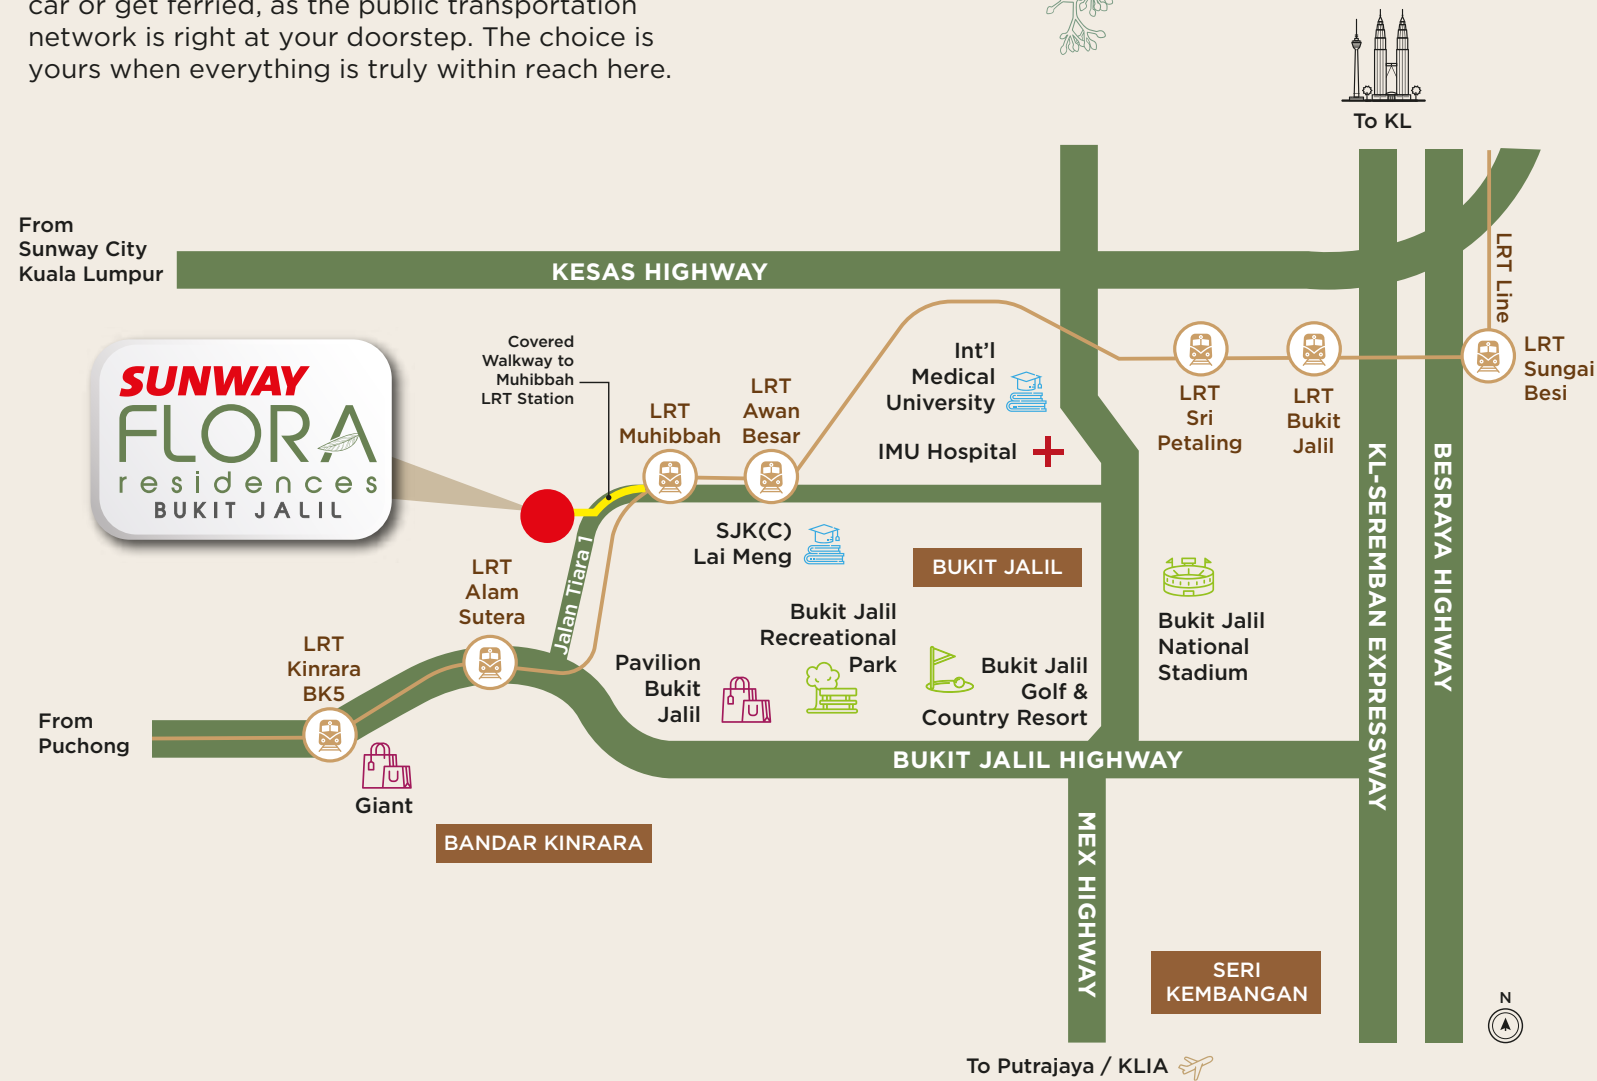 car or get ferried, as the public transportation
network is right at your doorstep. The choice is
yours when everything is truly within reach here.
To KL
From
Sunway City
Kuala Lumpur
KESAS HIGHWAY
LRT Line
SUNWAY
FLORA
residences
BUKIT JALIL
Covered
Walkway to
Muhibbah
LRT Station
LRT
Muhibbah
LRT
Awan
Besar
Int'l
Medical
University
IMU Hospital
LRT
Sri
Petaling
LRT
Bukit
Jalil
LRT
Sungai
Besi
KL-SEREMBAN EXPRESSWAY
BESRAYA HIGHWAY
SJK(C)
Lai Meng
BUKIT JALIL
Jalan Tiara 1
LRT
Alam
Sutera
LRT
Kinrara
BK5
Bukit Jalil
Recreational
Park
Pavilion
Bukit
Jalil
Bukit Jalil
Golf &
Country Resort
Bukit Jalil
National
Stadium
From
Puchong
Giant
BUKIT JALIL HIGHWAY
BANDAR KINRARA
MEX HIGHWAY
SERI
KEMBANGAN
N
To Putrajaya / KLIA